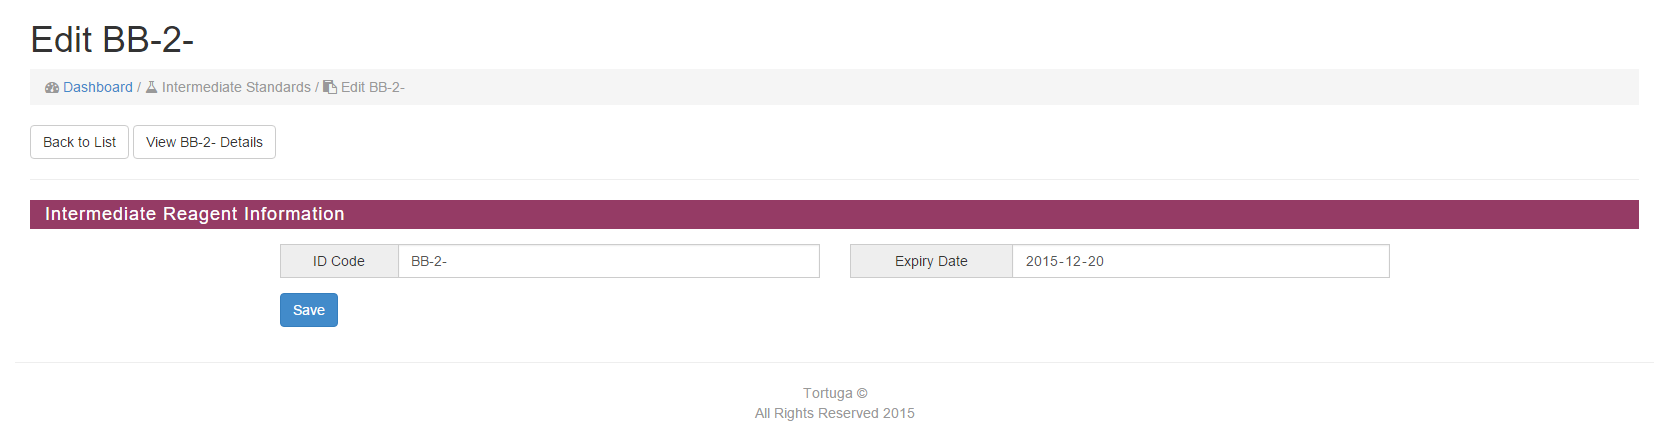 Edit BB-2-
Dashboard / Intermediate Standards / Edit BB-2-
Back to List View BB-2- Details
Intermediate Reagent Information
ID Code BB-2- Expiry Date 2015-12-20
Save
Tortuga ©
All Rights Reserved 2015